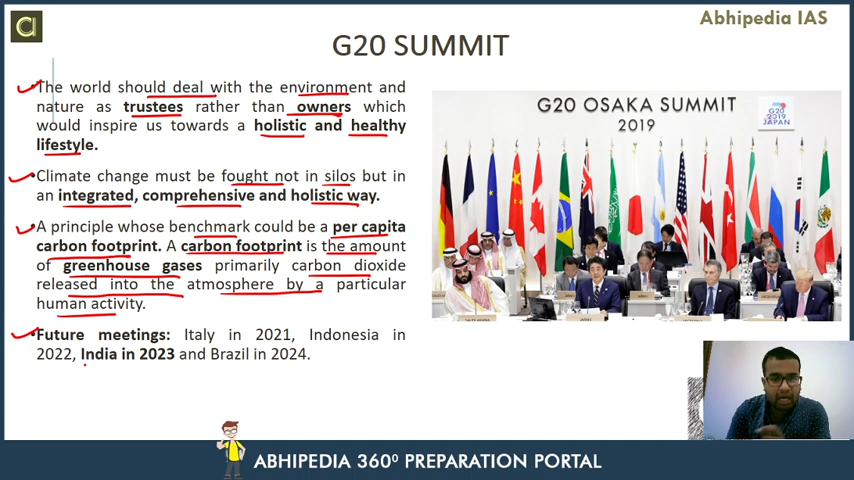 Abhipedia IAS
G20 SUMMIT
The world should deal with the environment and
nature as trustees rather than owners which
would inspire us towards a holistic and healthy
lifestyle.
Climate change must be fought not in silos but in
an integrated, comprehensive and holistic way.
A principle whose benchmark could be a per capita
carbon footprint. A carbon footprint is the amount
of greenhouse gases primarily carbon dioxide
released into the atmosphere by a particular
human activity.
Future meetings: Italy in 2021, Indonesia in
2022, India in 2023 and Brazil in 2024.
G20 OSAKA SUMMIT
2019
G20
2019
JAPAN
ABHIPEDIA 360⁰ PREPARATION PORTAL